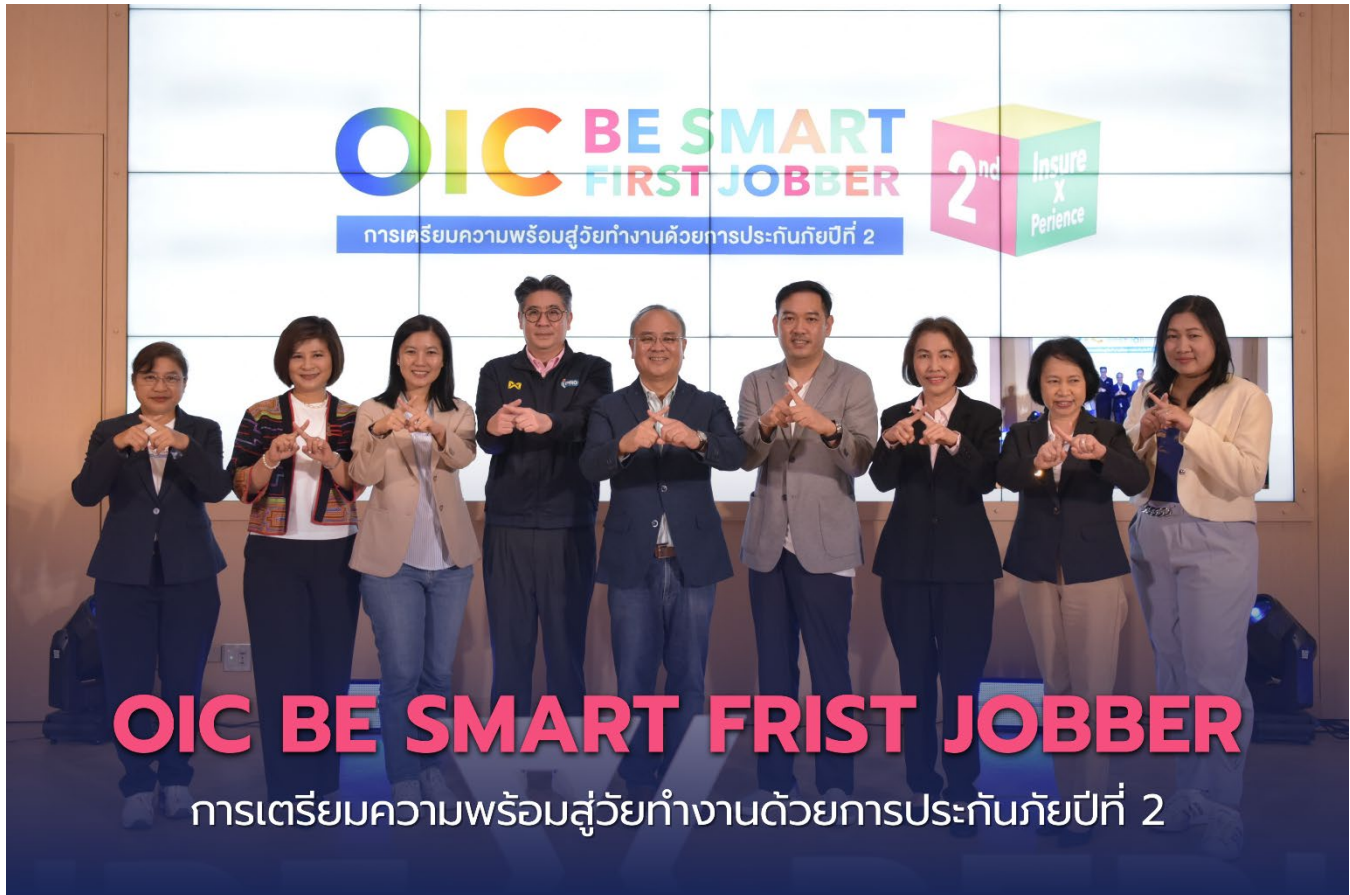 OIC BE SMART
FIRST JOBBER
การเตรียมความพร้อมสู่วัยทำงานด้วยการประกันภัยปีที่ 2
2nd
Insure
X
Perience
OIC BE SMART FRIST JOBBER
การเตรียมความพร้อมสู่วัยทำงานด้วยการประกันภัยปีที่ 2